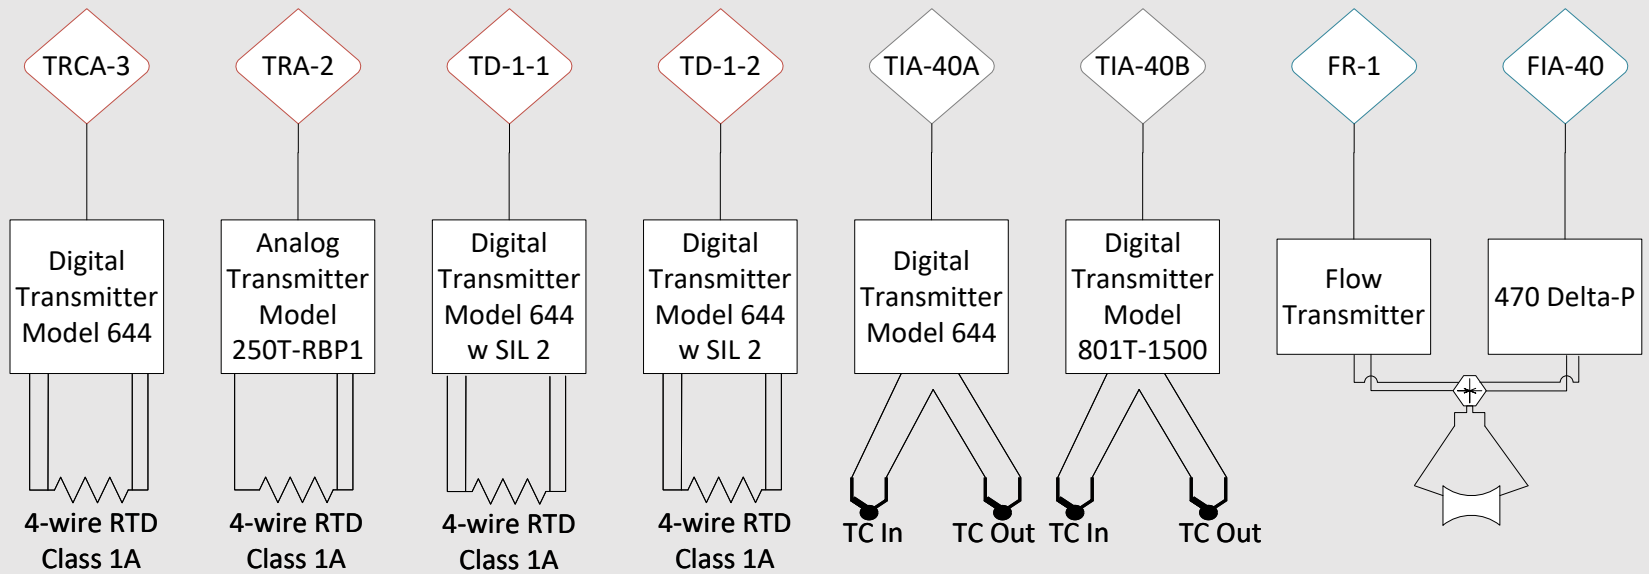 TRCA-3
TRA-2
TD-1-1
TD-1-2
TIA-40A
TIA-40B
FR-1
FIA-40
Digital
Transmitter
Model 644
Analog
Transmitter
Model
250T-RBP1
Digital
Transmitter
Model 644
w SIL 2
Digital
Transmitter
Model 644
w SIL 2
Digital
Transmitter
Model 644
Digital
Transmitter
Model
801T-1500
Flow
Transmitter
470 Delta-P
4-wire RTD
Class 1A
4-wire RTD
Class 1A
4-wire RTD
Class 1A
4-wire RTD
Class 1A
TC In
TC Out
TC In
TC Out